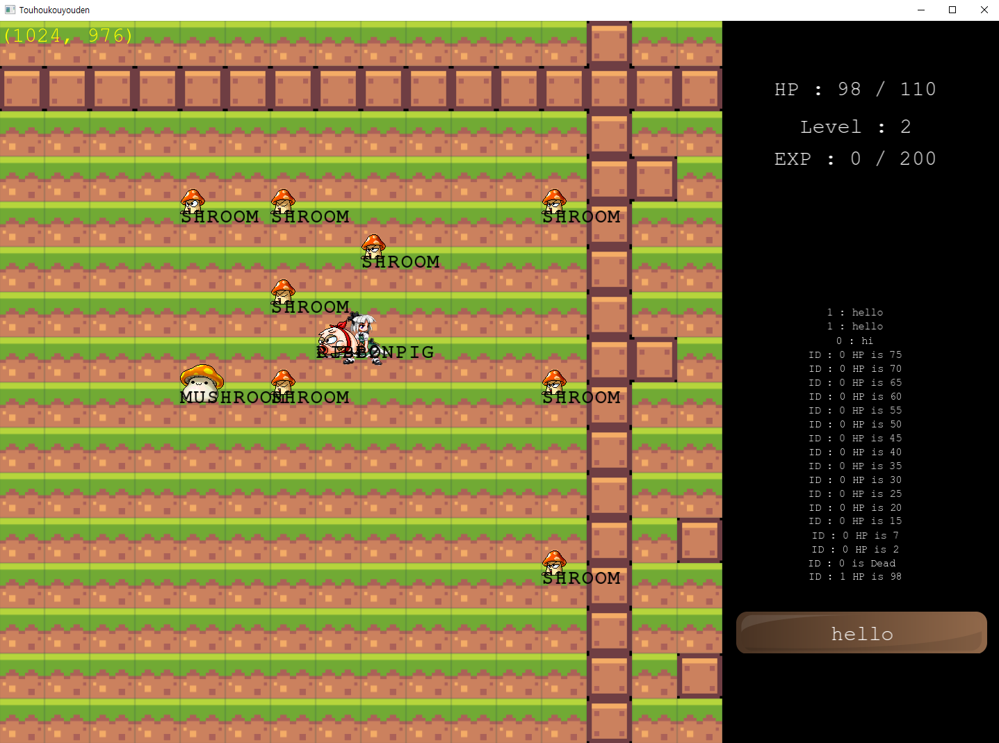 Touhoukouyouden
(1024, 976)
HP : 98 / 110
Level : 2
EXP : 0 / 200
SHROOM SHROOM SHROOM
SHROOM
SHROOM
RIBBONPIG
MUSHROOM SHROOM SHROOM
SHROOM
1 : hello
1 : hello
0 : hi
ID : 0 HP is 75
ID : 0 HP is 70
ID : 0 HP is 65
ID : 0 HP is 60
ID : 0 HP is 55
ID : 0 HP is 50
ID : 0 HP is 45
ID : 0 HP is 40
ID : 0 HP is 35
ID : 0 HP is 30
ID : 0 HP is 25
ID : 0 HP is 20
ID : 0 HP is 15
ID : 0 HP is 7
ID : 0 HP is 2
ID : 0 is Dead
ID : 1 HP is 98
hello